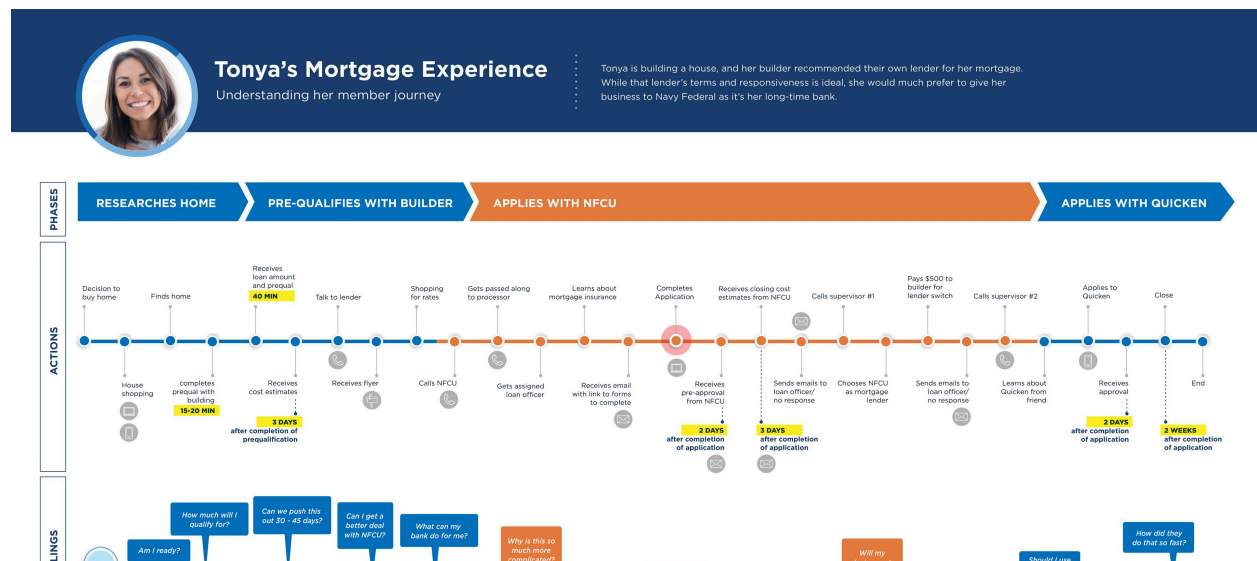 Tonya's Mortgage Experience
Understanding her member journey
Tonya is building a house, and her builder recommended their own lender for her mortgage.
While that lender's terms and responsiveness is ideal, she would much prefer to give her
business to Navy Federal as it's her long-time bank.
PHASES
RESEARCHES HOME
PRE-QUALIFIES WITH BUILDER
APPLIES WITH NFCU
APPLIES WITH QUICKEN
ACTIONS
Decision to
buy home
Finds home
Receives
loan amount
and prequal
40 MIN
Talk to lender
Shopping
for rates
Gets passed along
to processor
Learns about
mortgage insurance
Completes
Application
Receives closing cost
estimates from NFCU
Calls supervisor #1
Pays $500 to
builder for
lender switch
Calls supervisor #2
Applies to
Quicken
Close
House
shopping
completes
prequal with
building
15-20 MIN
Receives
cost estimates
3 DAYS
after completion of
prequalification
Receives flyer
Calls NFCU
Gets assigned
loan officer
Receives email
with link to forms
to complete
Receives
pre-approval
from NFCU
2 DAYS
after completion
of application
3 DAYS
after completion
of application
Sends emails to
loan officer/
no response
Chooses NFCU
as mortgage
lender
Sends emails to
loan officer/
no response
Learns about
Quicken from
friend
Receives
approval
2 DAYS
after completion
of application
2 WEEKS
after completion
of application
End
LINGS
Am I ready?
How much will I
qualify for?
Can we push this
out 30 - 45 days?
Can I get a
better deal
with NFCU?
What can my
bank do for me?
Why is this so
much more
complicated?
Will my
Should I use
How did they
do that so fast?